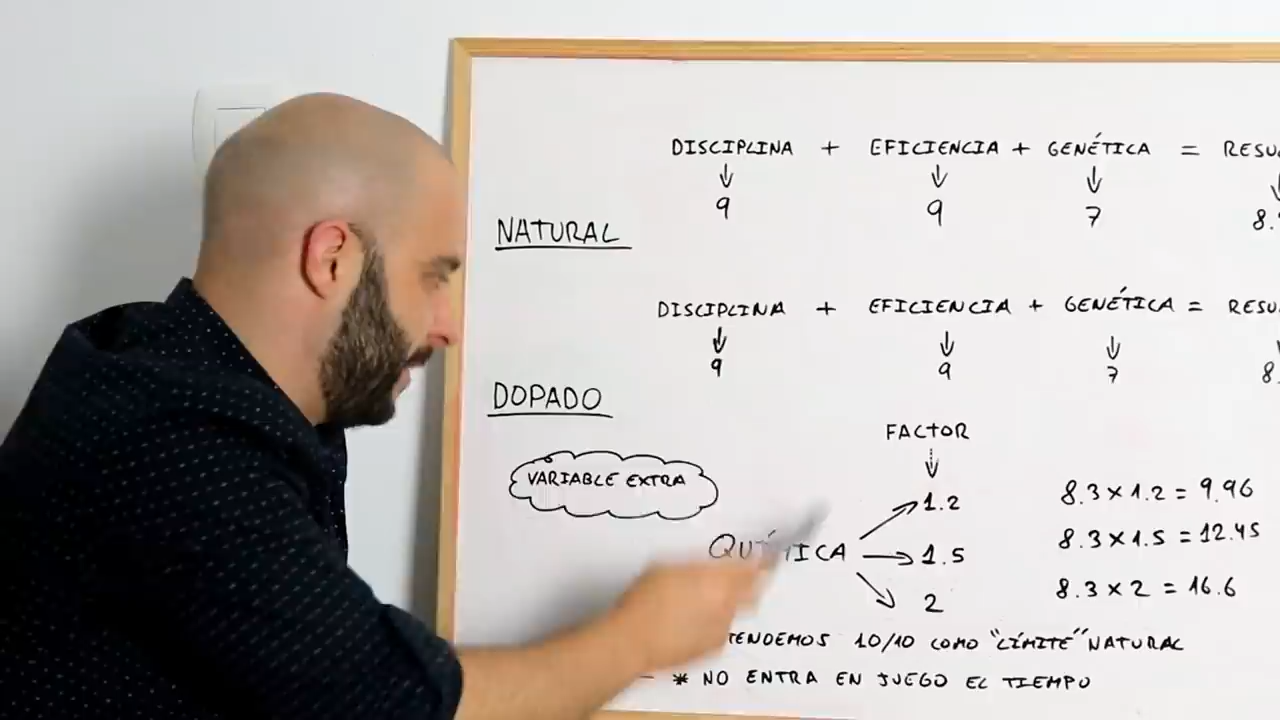 DISCIPLINA + EFICIENCIA + GENÉTICA =
9 9 7
NATURAL
DISCIPLINA + EFICIENCIA + GENÉTICA =
9 9 7
DOPADO
FACTOR
VARIABLE EXTRA
1.2 8.3 x 1.2 = 9.96
QUÍMICA 1.5 8.3 x 1.5 = 12.45
2 8.3 x 2 = 16.6
10/10 COMO "LÍMITE" NATURAL
* NO ENTRA EN JUEGO EL TIEMPO